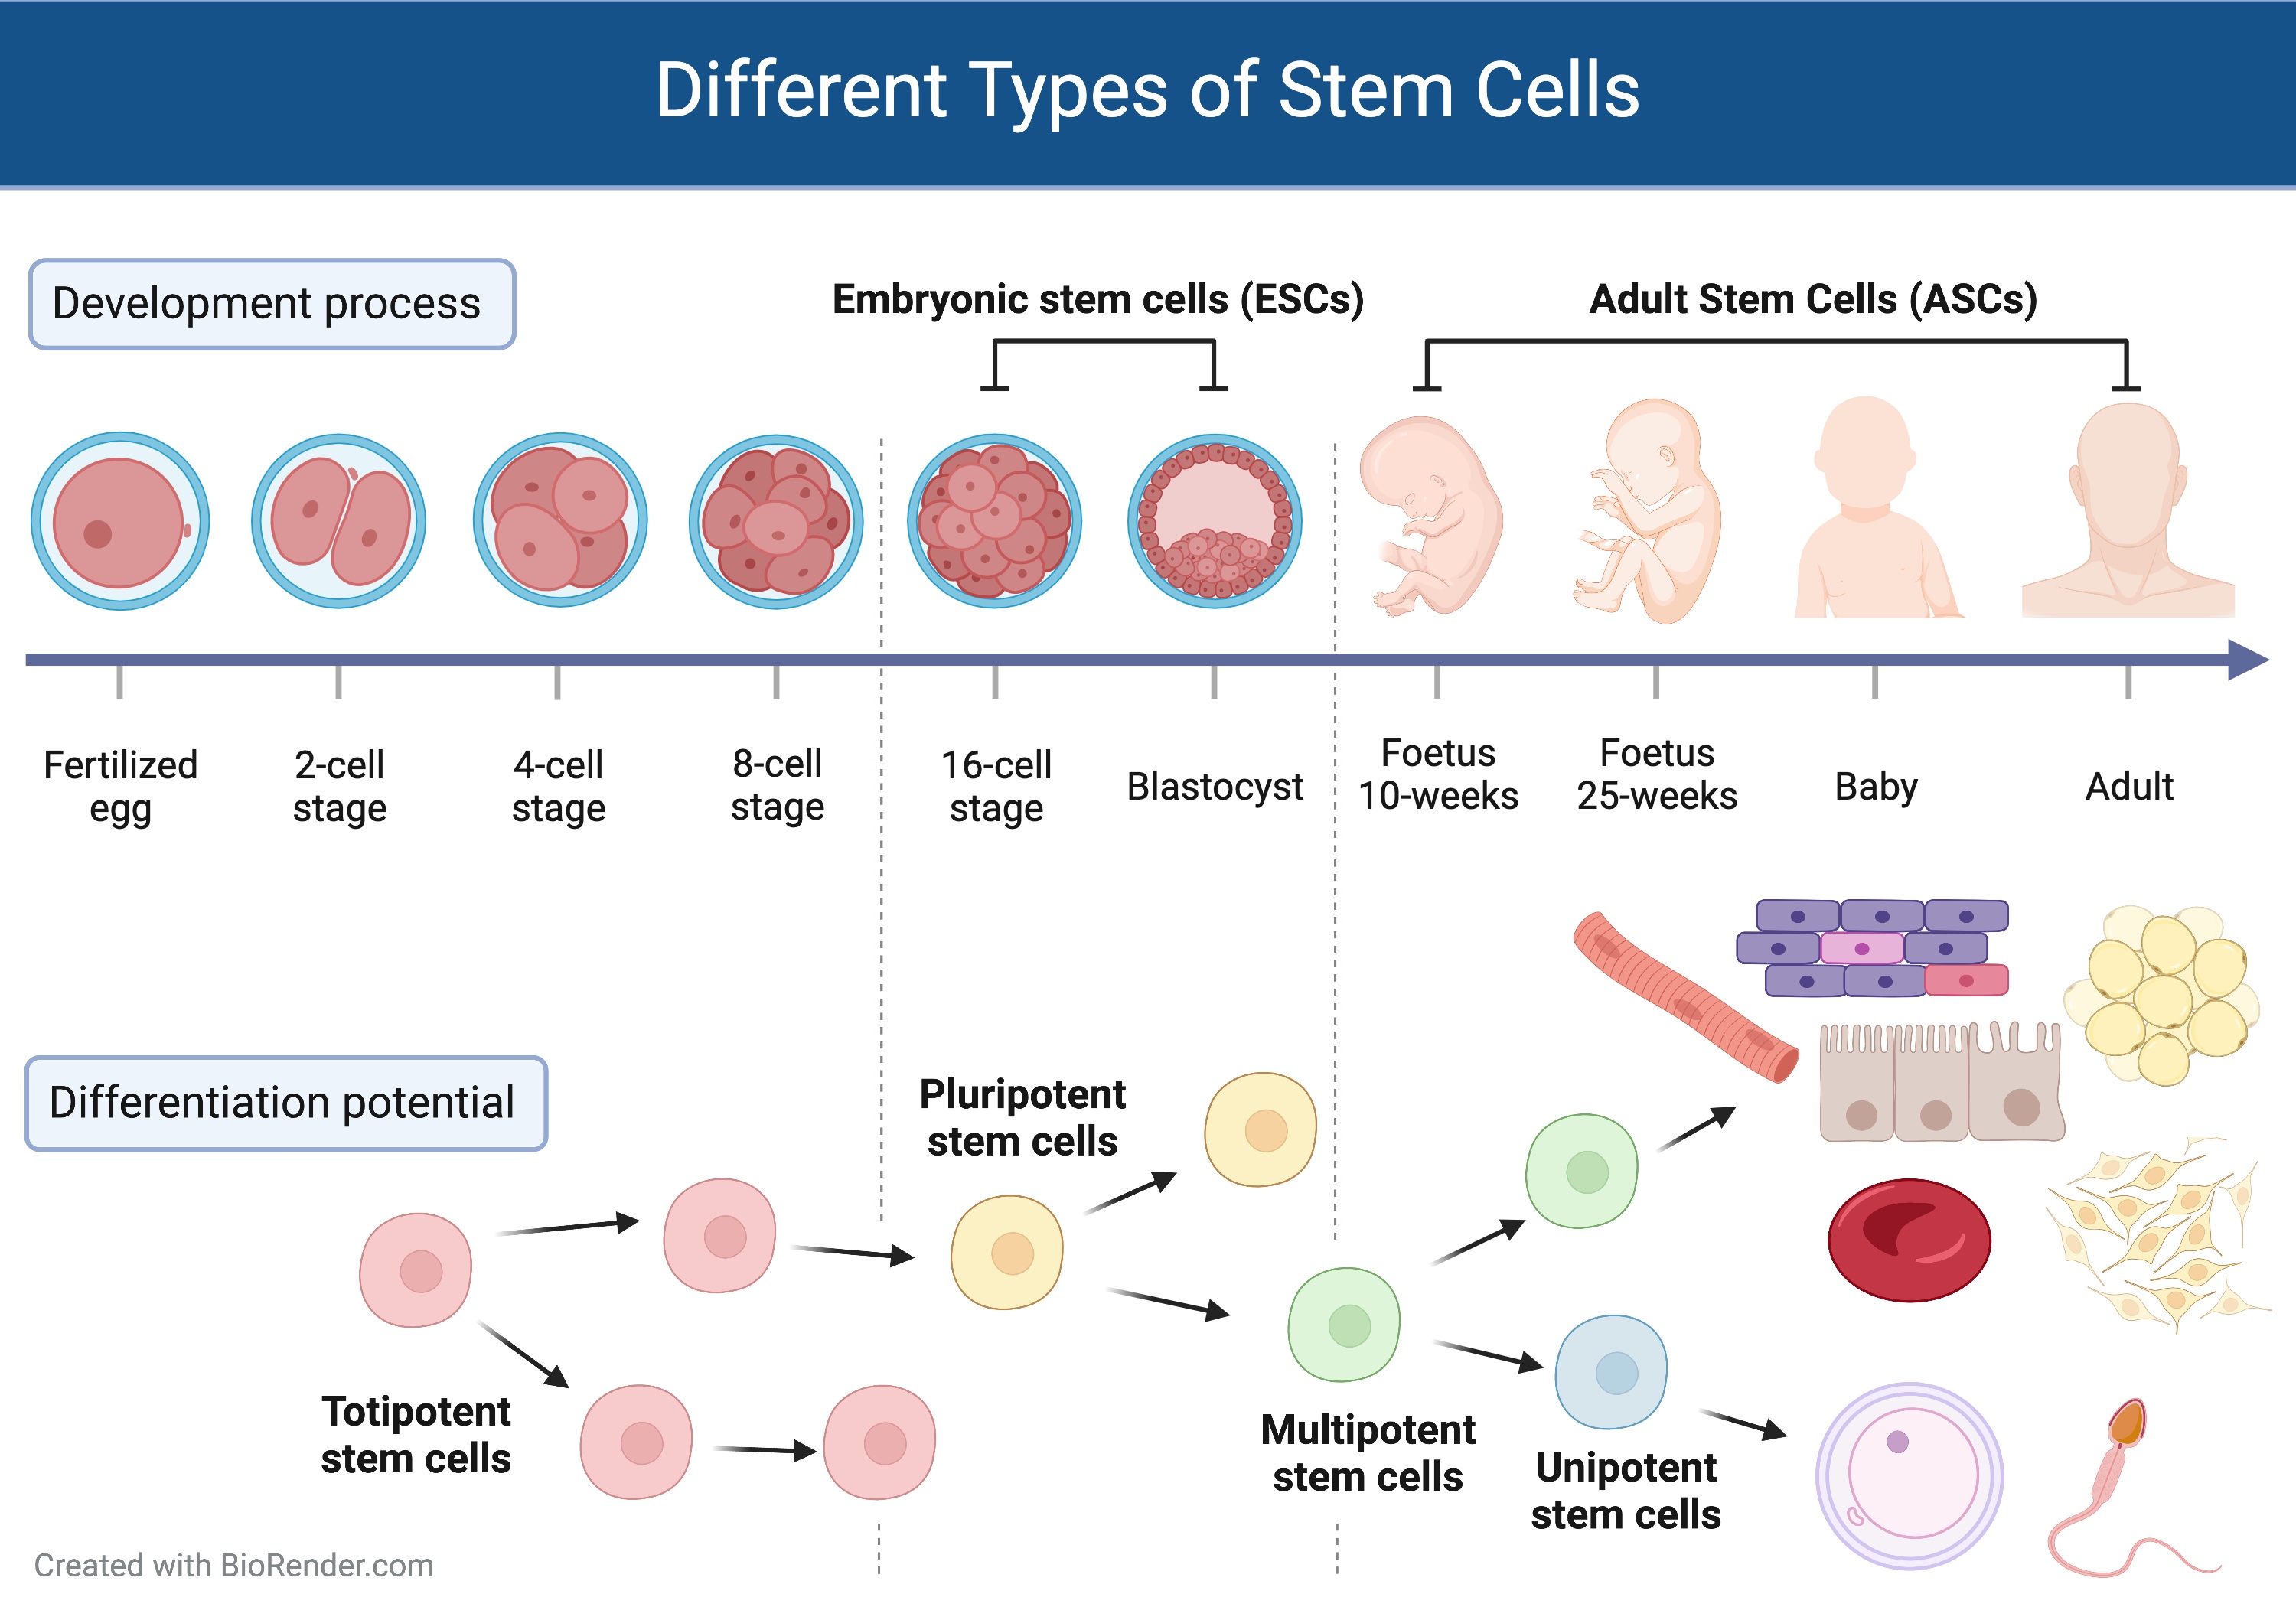 Different Types of Stem Cells
Development process
Embryonic stem cells (ESCs)
Adult Stem Cells (ASCs)
Fertilized
egg
2-cell
stage
4-cell
stage
8-cell
stage
16-cell
stage
Blastocyst
Foetus
10-weeks
Foetus
25-weeks
Baby
Adult
Differentiation potential
Pluripotent
stem cells
Totipotent
stem cells
Multipotent
stem cells
Unipotent
stem cells
Created with BioRender.com